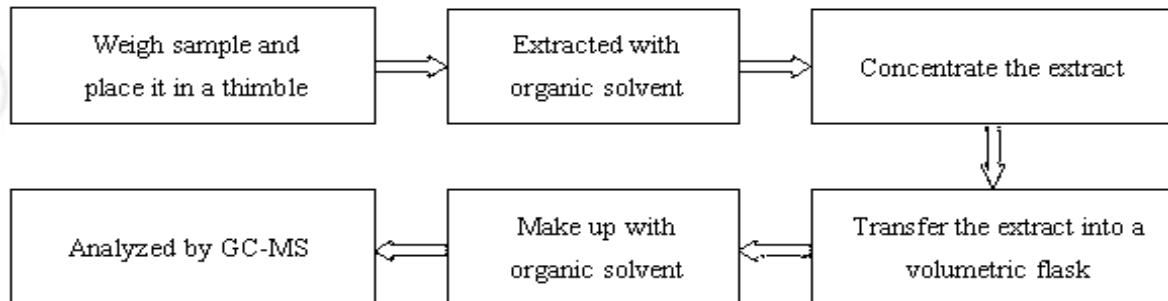 Weigh sample and
place it in a thimble
Extracted with
organic solvent
Concentrate the extract
Transfer the extract into a
volumetric flask
Make up with
organic solvent
Analyzed by GC-MS